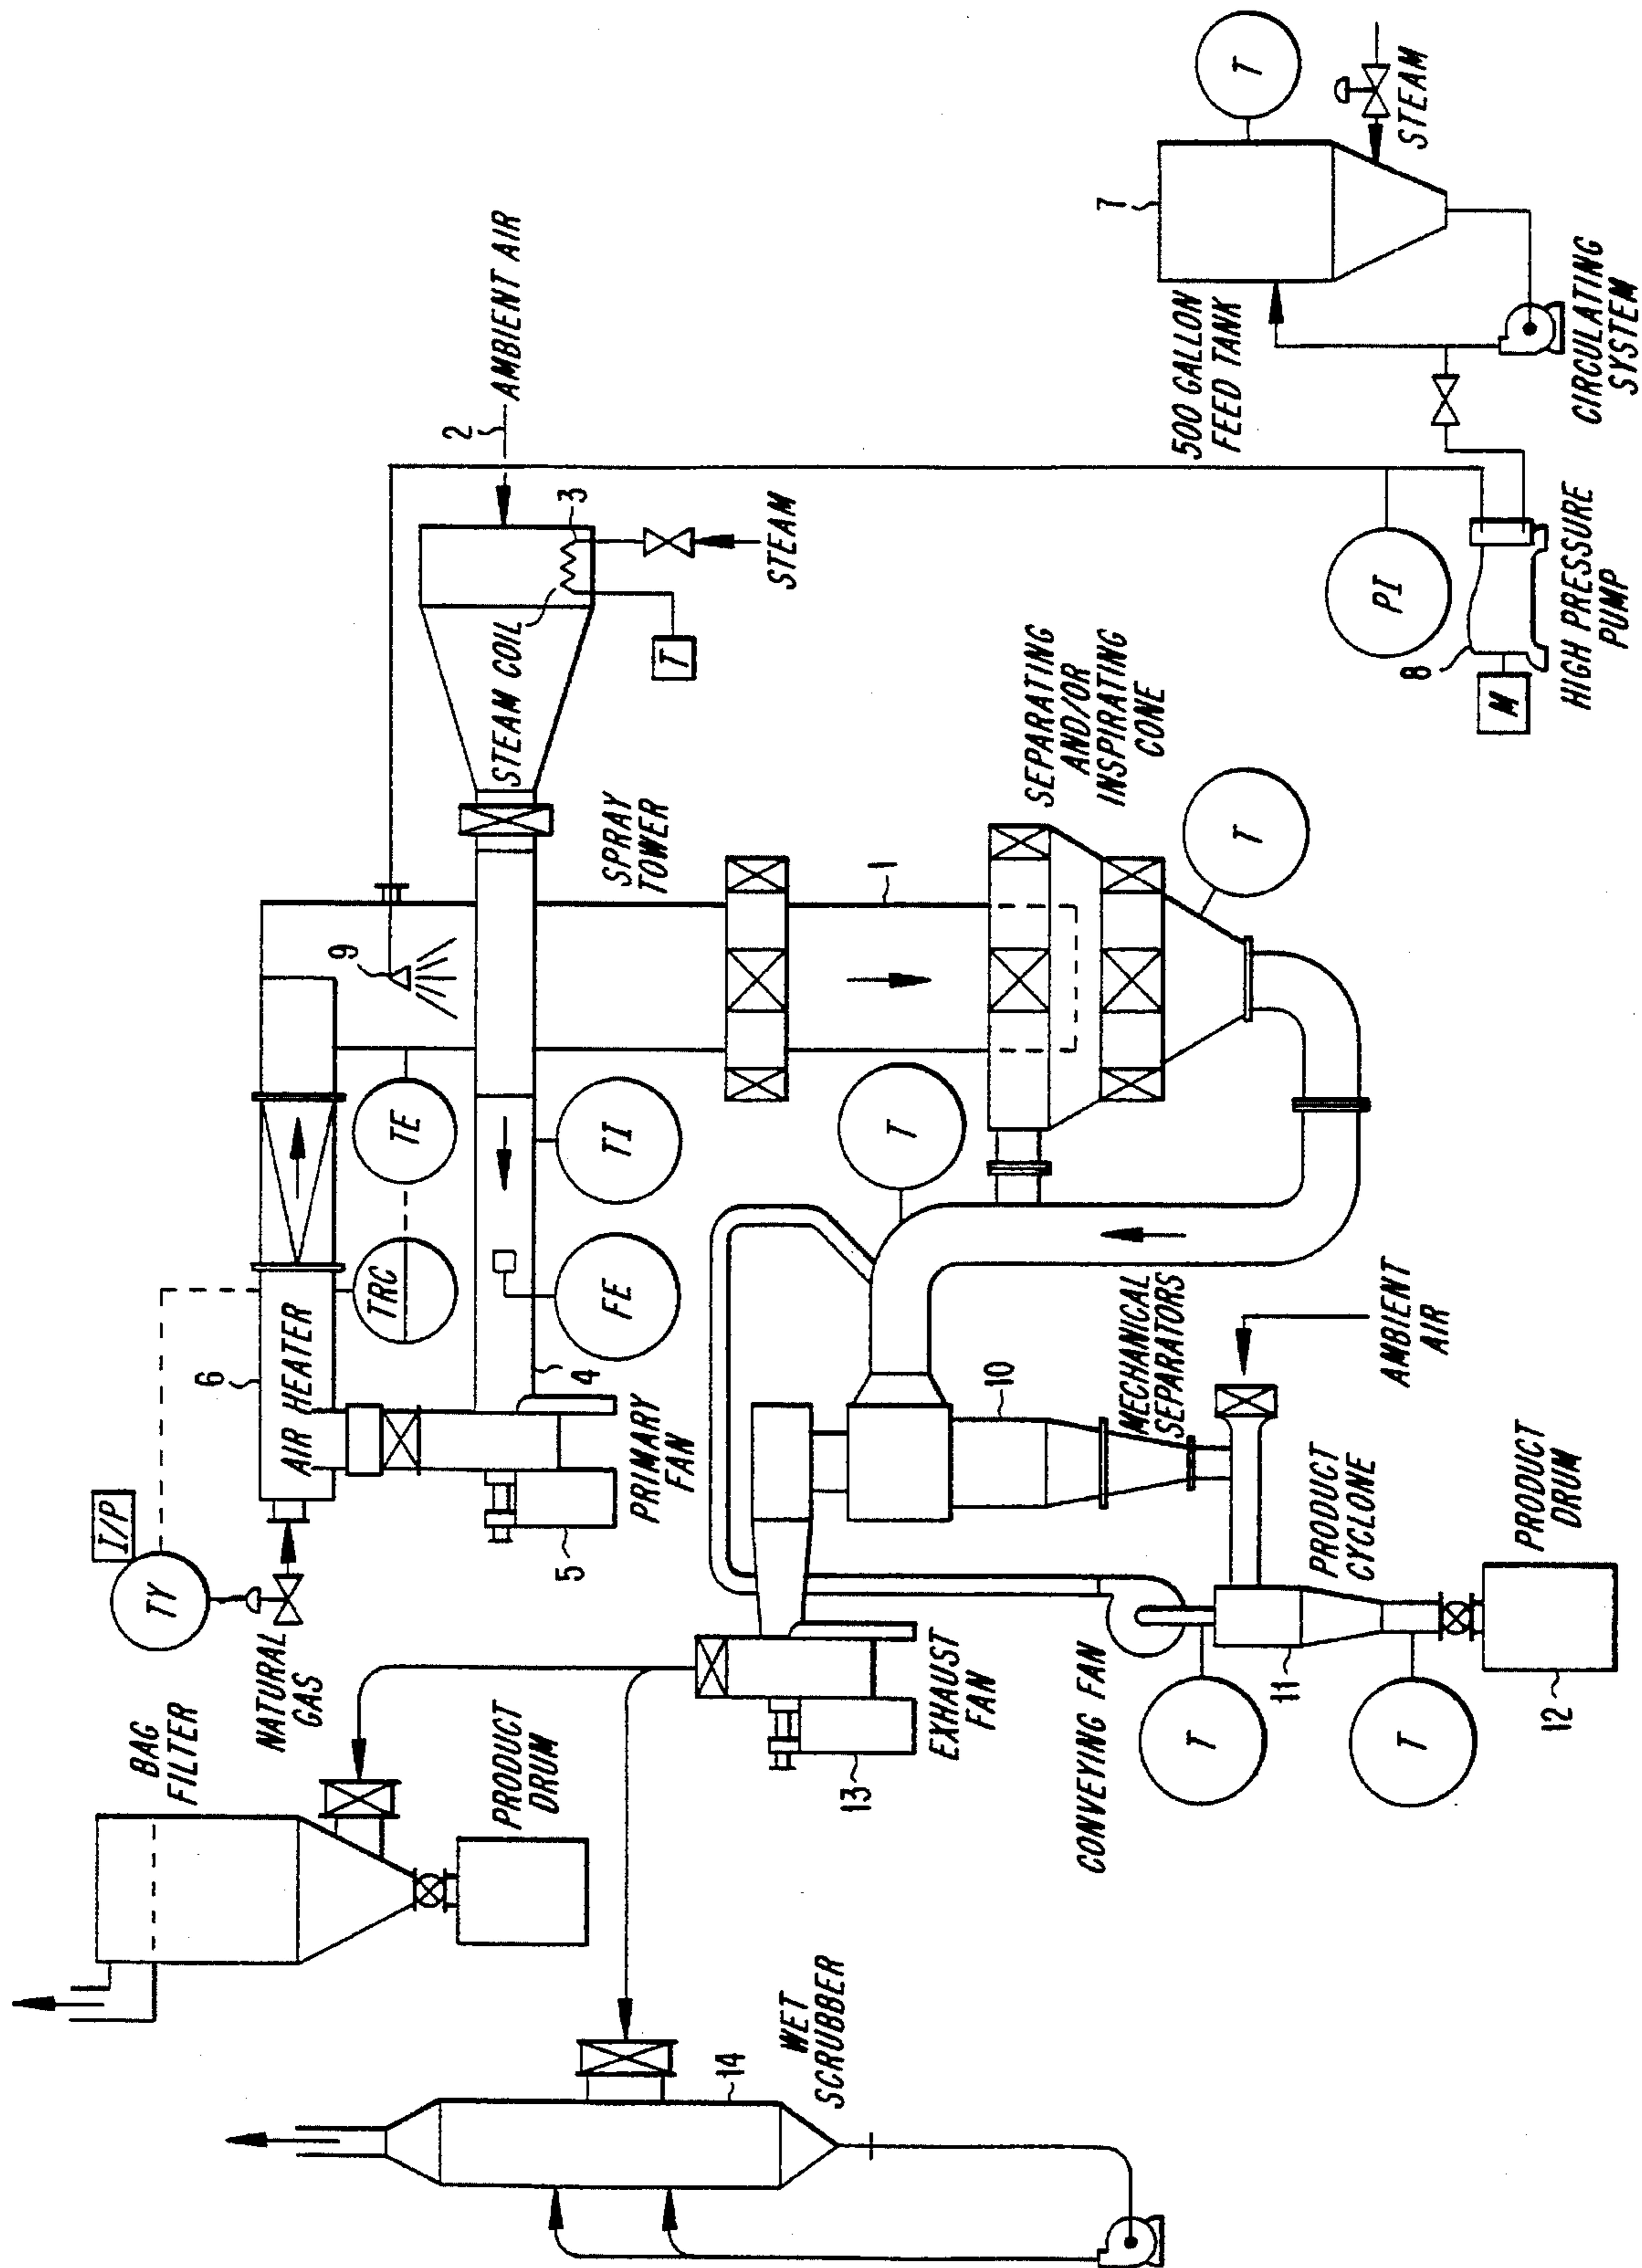 BAG
FILTER
PRODUCT
DRUM
WET
SCRUBBER
14
I/P
TY
NATURAL
GAS
6
AIR HEATER
TRC
TE
9
TI
FE
4
PRIMARY
FAN
5
2
AMBIENT AIR
3
STEAM COIL
T
STEAM
SPRAY
TOWER
1
SEPARATING
AND/OR
INSPIRATING
CONE
T
T
MECHANICAL
SEPARATORS
10
AMBIENT
AIR
EXHAUST
FAN
13
CONVEYING FAN
PRODUCT
CYCLONE
11
T
T
PRODUCT
DRUM
12
7
T
STEAM
500 GALLON
FEED TANK
CIRCULATING
SYSTEM
PI
8
M
HIGH PRESSURE
PUMP